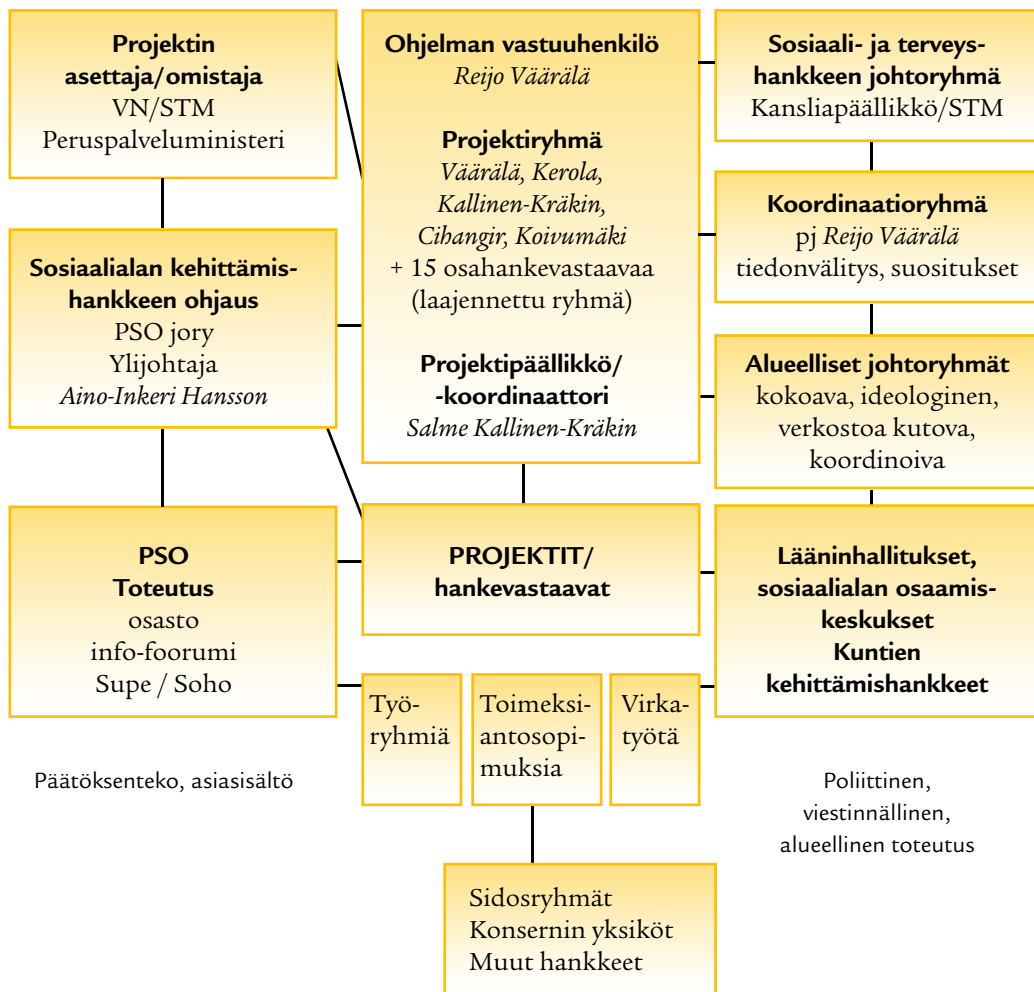 Projektin
asettaja/omistaja
VN/STM
Peruspalveluministeri
Sosiaalialan kehittämis-
hankkeen ohjaus
PSO jory
Ylijohtaja
Aino-Inkeri Hansson
PSO
Toteutus
osasto
info-foorumi
Supe / Soho
Päätöksenteko, asiasisältö
Ohjelman vastuuhenkilö
Reijo Väärälä
Projektiryhmä
Väärälä, Kerola,
Kallinen-Kräkin,
Cihangir, Koivumäki
+ 15 osahankevastaavaa
(laajennettu ryhmä)
Projektipäällikkö/
-koordinaattori
Salme Kallinen-Kräkin
PROJEKTIT/
hankevastaavat
Työ-
ryhmiä
Toimeksi-
antosopi-
muksia
Virka-
työtä
Sidosryhmät
Konsernin yksiköt
Muut hankkeet
Sosiaali- ja terveys-
hankkeen johtoryhmä
Kansliapäällikkö/STM
Koordinaatioryhmä
pj Reijo Väärälä
tiedonvälitys, suositukset
Alueelliset johtoryhmät
kokoava, ideologinen,
verkostoa kutova,
koordinoiva
Lääninhallitukset,
sosiaalialan osaamis-
keskukset
Kuntien
kehittämishankkeet
Poliittinen,
viestinnällinen,
alueellinen toteutus